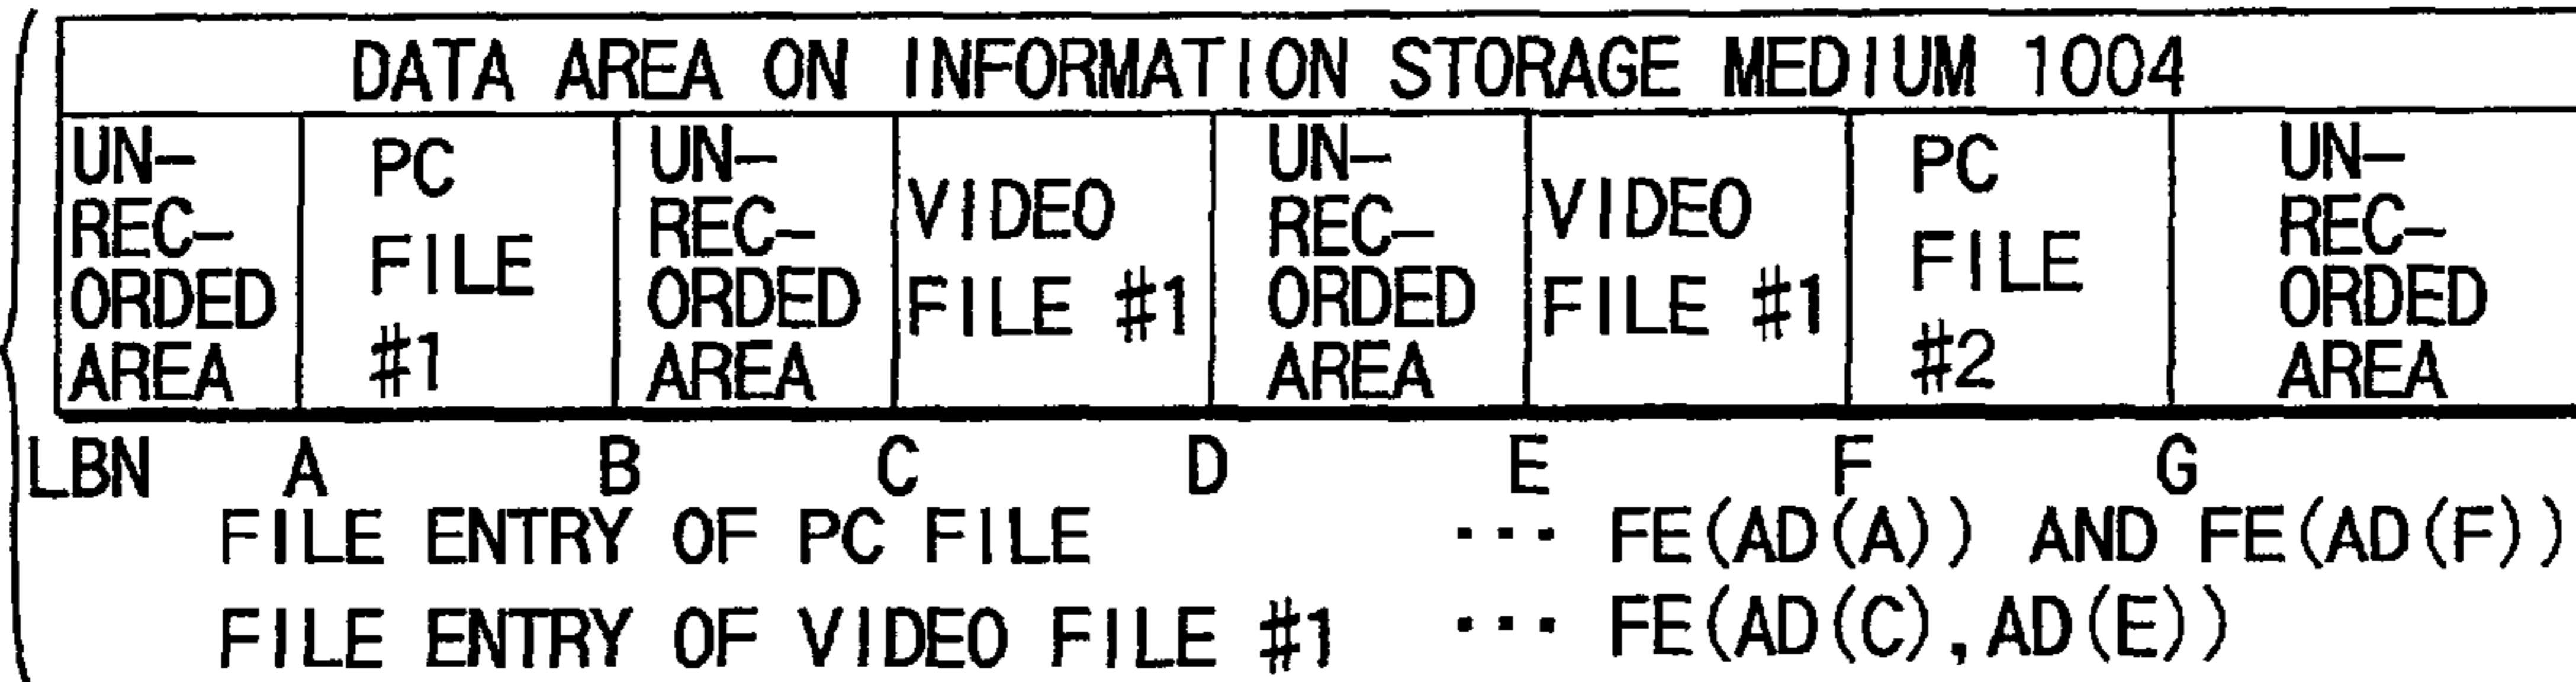 DATA AREA ON INFORMATION STORAGE MEDIUM 1004
UN-
REC-
ORDED
AREA
PC
FILE
#1
UN-
REC-
ORDED
AREA
VIDEO
FILE #1
UN-
REC-
ORDED
AREA
VIDEO
FILE #1
PC
FILE
#2
UN-
REC-
ORDED
AREA
LBN A B C D E F G
FILE ENTRY OF PC FILE ... FE(AD(A)) AND FE(AD(F))
FILE ENTRY OF VIDEO FILE #1 ... FE(AD(C),AD(E))